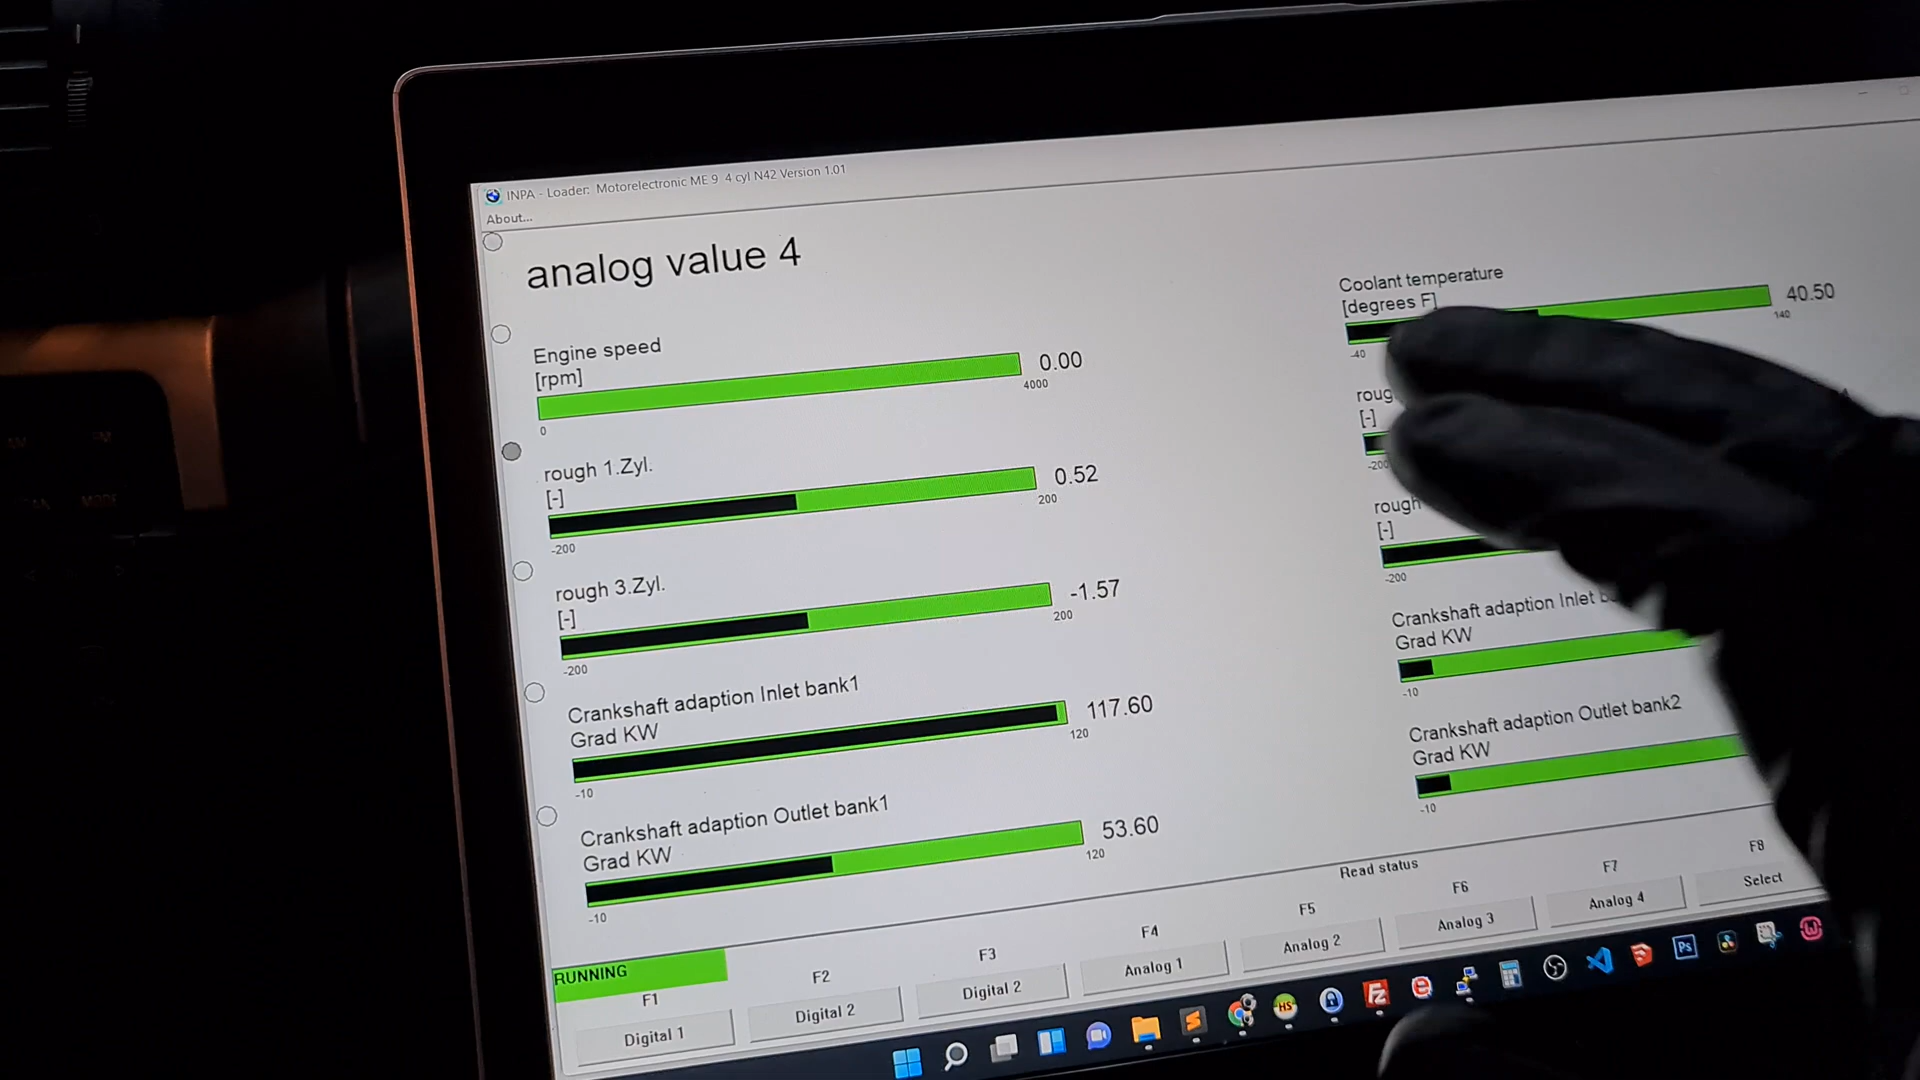 INPA - Loader: Motorelectronic ME 9 4 cyl N42 Version 1.01
About...
analog value 4
Engine speed
[rpm]
0.00
0
4000
rough 1.Zyl.
[-]
0.52
-200
200
rough 3.Zyl.
[-]
-1.57
-200
200
Crankshaft adaption Inlet bank1
Grad KW
117.60
-10
120
Crankshaft adaption Outlet bank1
Grad KW
53.60
-10
120
Coolant temperature
[degrees F]
40.50
-40
140
[-]
-200
rough
[-]
-200
Crankshaft adaption Inlet
Grad KW
-10
Crankshaft adaption Outlet bank2
Grad KW
-10
Read status
RUNNING
F1
F2
F3
F4
F5
F6
F7
F8
Digital 1
Digital 2
Digital 2
Analog 1
Analog 2
Analog 3
Analog 4
Select
HS
Fz
Ps
MODE